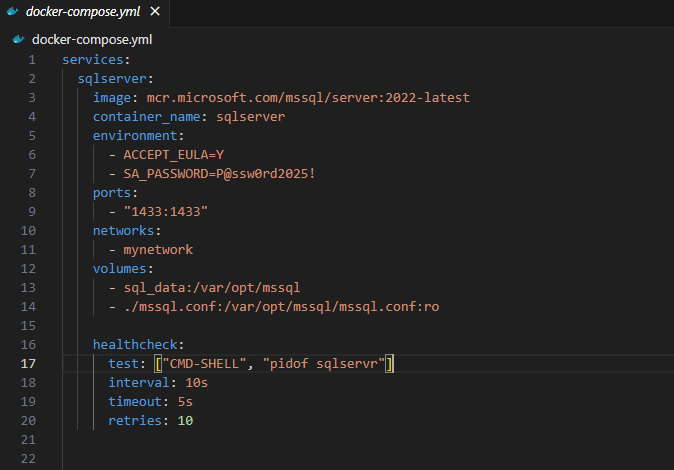 docker-compose.yml ×
docker-compose.yml
1 services:
2   sqlserver:
3     image: mcr.microsoft.com/mssql/server:2022-latest
4     container_name: sqlserver
5     environment:
6       - ACCEPT_EULA=Y
7       - SA_PASSWORD=P@ssw0rd2025!
8     ports:
9       - "1433:1433"
10     networks:
11       - mynetwork
12     volumes:
13       - sql_data:/var/opt/mssql
14       - ./mssql.conf:/var/opt/mssql/mssql.conf:ro
15
16     healthcheck:
17       test: ["CMD-SHELL", "pidof sqlservr"]
18       interval: 10s
19       timeout: 5s
20       retries: 10
21
22